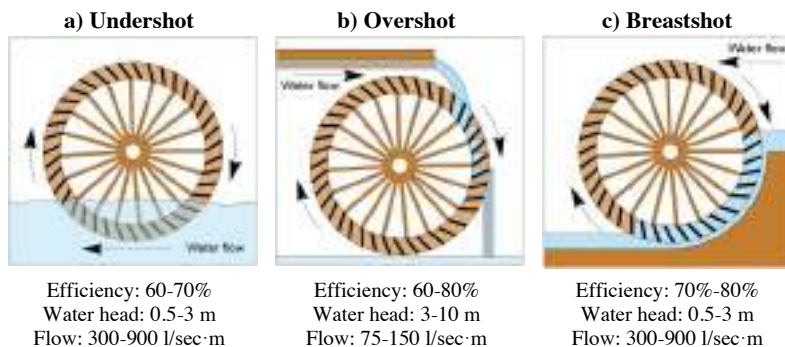 a) Undershot
b) Overshot
c) Breastshot
Water flow
Water flow
Water flow
Efficiency: 60-70%
Water head: 0.5-3 m
Flow: 300-900 l/sec·m
Efficiency: 60-80%
Water head: 3-10 m
Flow: 75-150 l/sec·m
Efficiency: 70%-80%
Water head: 0.5-3 m
Flow: 300-900 l/sec·m